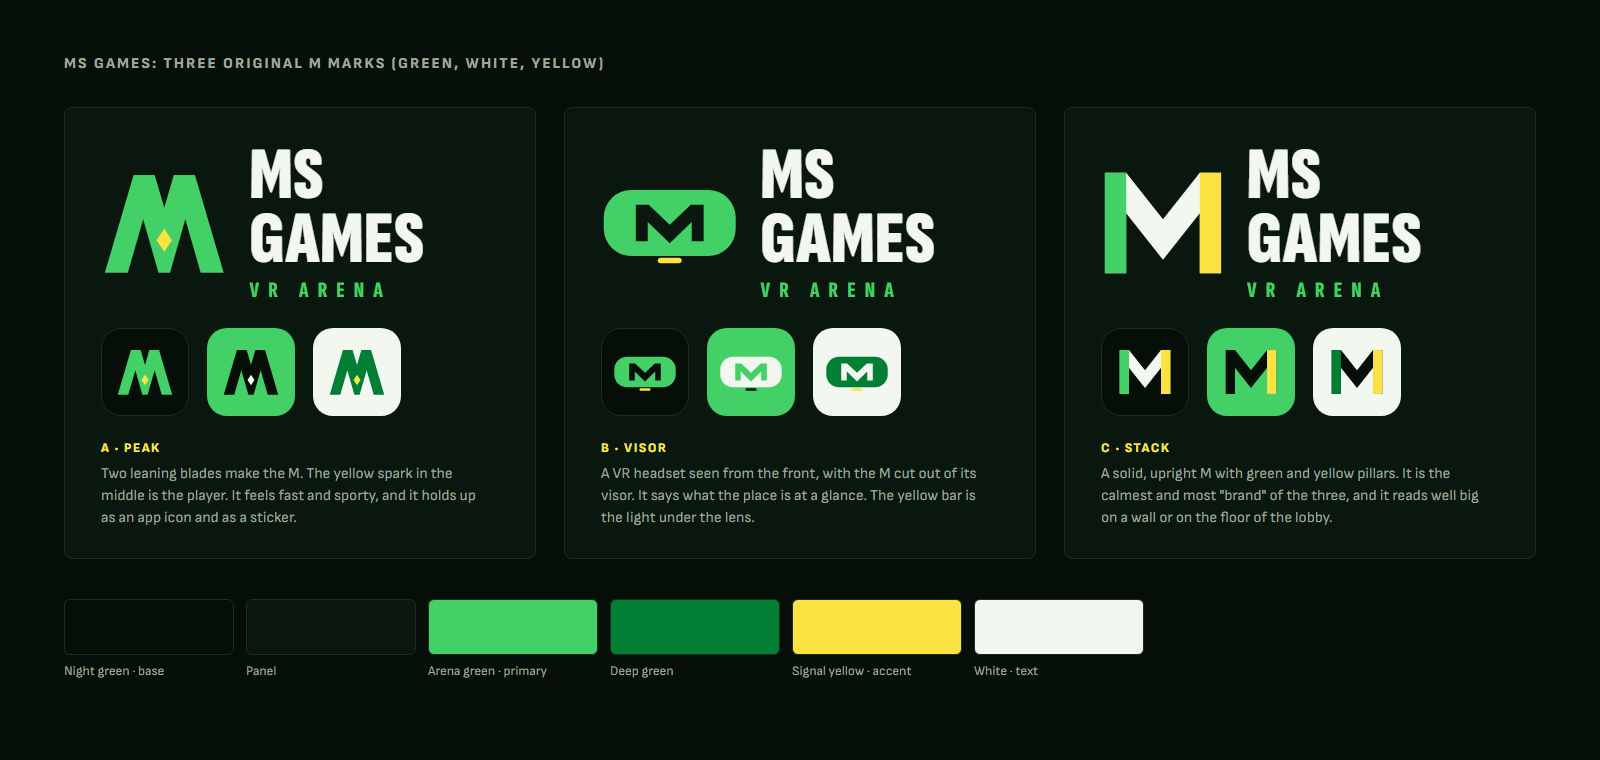 MS GAMES: THREE ORIGINAL M MARKS (GREEN, WHITE, YELLOW)
M
MS
GAMES
VR ARENA
M
M
M
A · PEAK
Two leaning blades make the M. The yellow spark in the
middle is the player. It feels fast and sporty, and it holds up
as an app icon and as a sticker.
M
MS
GAMES
VR ARENA
M
M
M
B · VISOR
A VR headset seen from the front, with the M cut out of its
visor. It says what the place is at a glance. The yellow bar is
the light under the lens.
M
MS
GAMES
VR ARENA
M
M
M
C · STACK
A solid, upright M with green and yellow pillars. It is the
calmest and most "brand" of the three, and it reads well big
on a wall or on the floor of the lobby.
Night green · base
Panel
Arena green · primary
Deep green
Signal yellow · accent
White · text